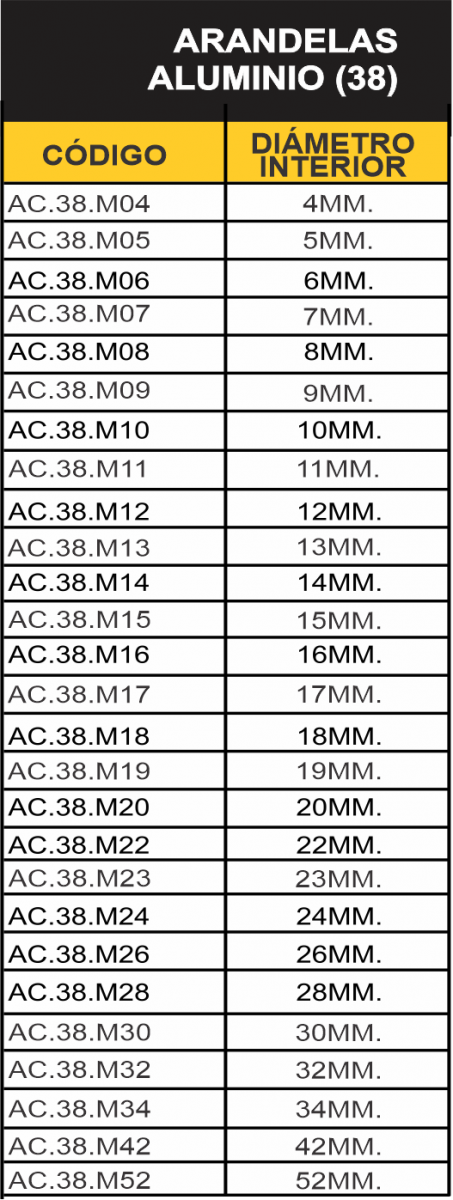 ARANDELAS
ALUMINIO (38)
CÓDIGO DIÁMETRO INTERIOR
AC.38.M04 4MM.
AC.38.M05 5MM.
AC.38.M06 6MM.
AC.38.M07 7MM.
AC.38.M08 8MM.
AC.38.M09 9MM.
AC.38.M10 10MM.
AC.38.M11 11MM.
AC.38.M12 12MM.
AC.38.M13 13MM.
AC.38.M14 14MM.
AC.38.M15 15MM.
AC.38.M16 16MM.
AC.38.M17 17MM.
AC.38.M18 18MM.
AC.38.M19 19MM.
AC.38.M20 20MM.
AC.38.M22 22MM.
AC.38.M23 23MM.
AC.38.M24 24MM.
AC.38.M26 26MM.
AC.38.M28 28MM.
AC.38.M30 30MM.
AC.38.M32 32MM.
AC.38.M34 34MM.
AC.38.M42 42MM.
AC.38.M52 52MM.